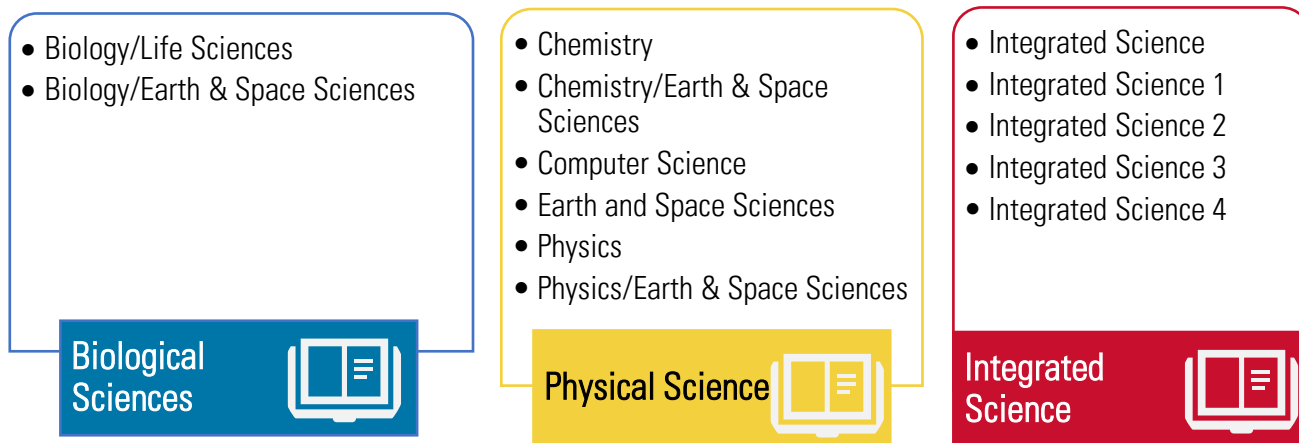 • Biology/Life Sciences
• Biology/Earth & Space Sciences
Biological
Sciences
• Chemistry
• Chemistry/Earth & Space
Sciences
• Computer Science
• Earth and Space Sciences
• Physics
• Physics/Earth & Space Sciences
Physical Science
• Integrated Science
• Integrated Science 1
• Integrated Science 2
• Integrated Science 3
• Integrated Science 4
Integrated
Science